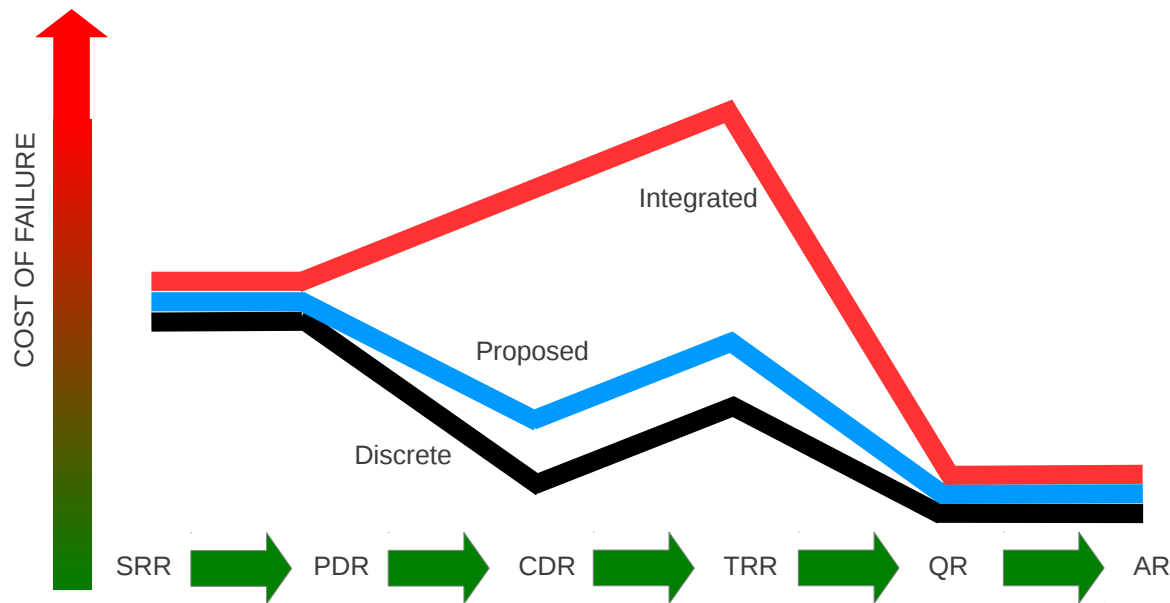 COST OF FAILURE
Integrated
Proposed
Discrete
SRR PDR CDR TRR QR AR